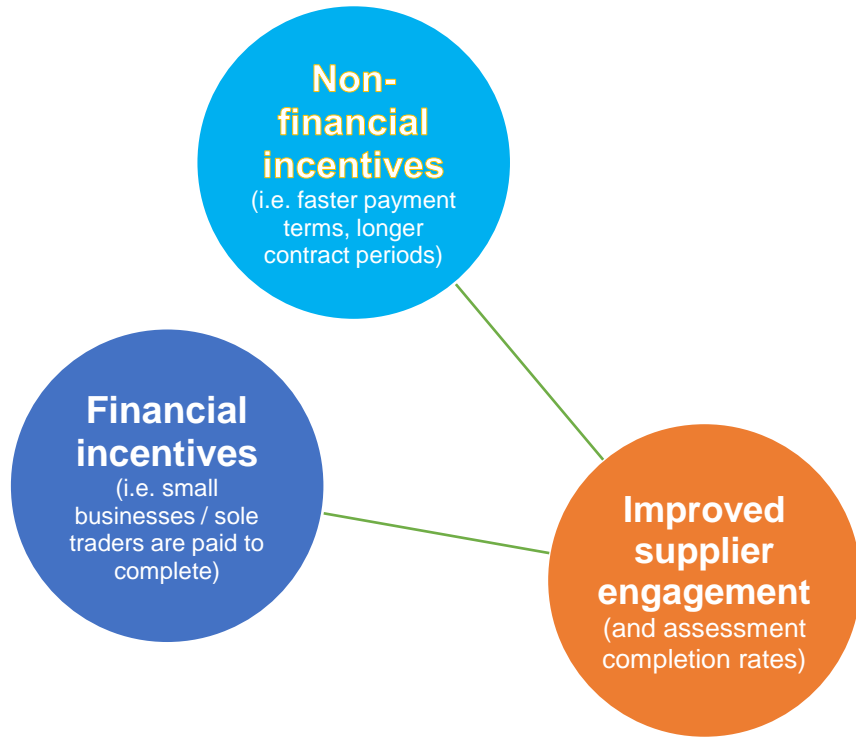 Non-
financial
incentives
(i.e. faster payment
terms, longer
contract periods)
Financial
incentives
(i.e. small
businesses / sole
traders are paid to
complete)
Improved
supplier
engagement
(and assessment
completion rates)